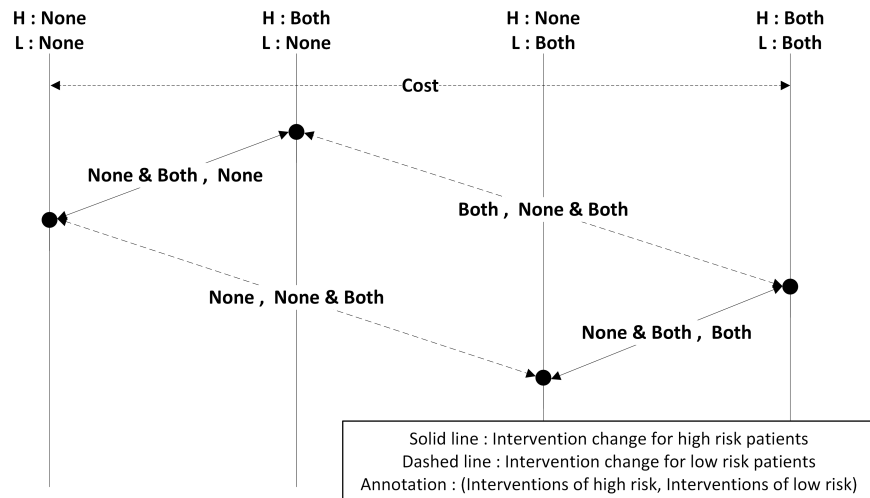 H : None
L : None
H : Both
L : None
H : None
L : Both
H : Both
L : Both
Cost
None & Both ,  None
Both ,  None & Both
None ,  None & Both
None & Both ,  Both
Solid line : Intervention change for high risk patients
Dashed line : Intervention change for low risk patients
Annotation : (Interventions of high risk, Interventions of low risk)